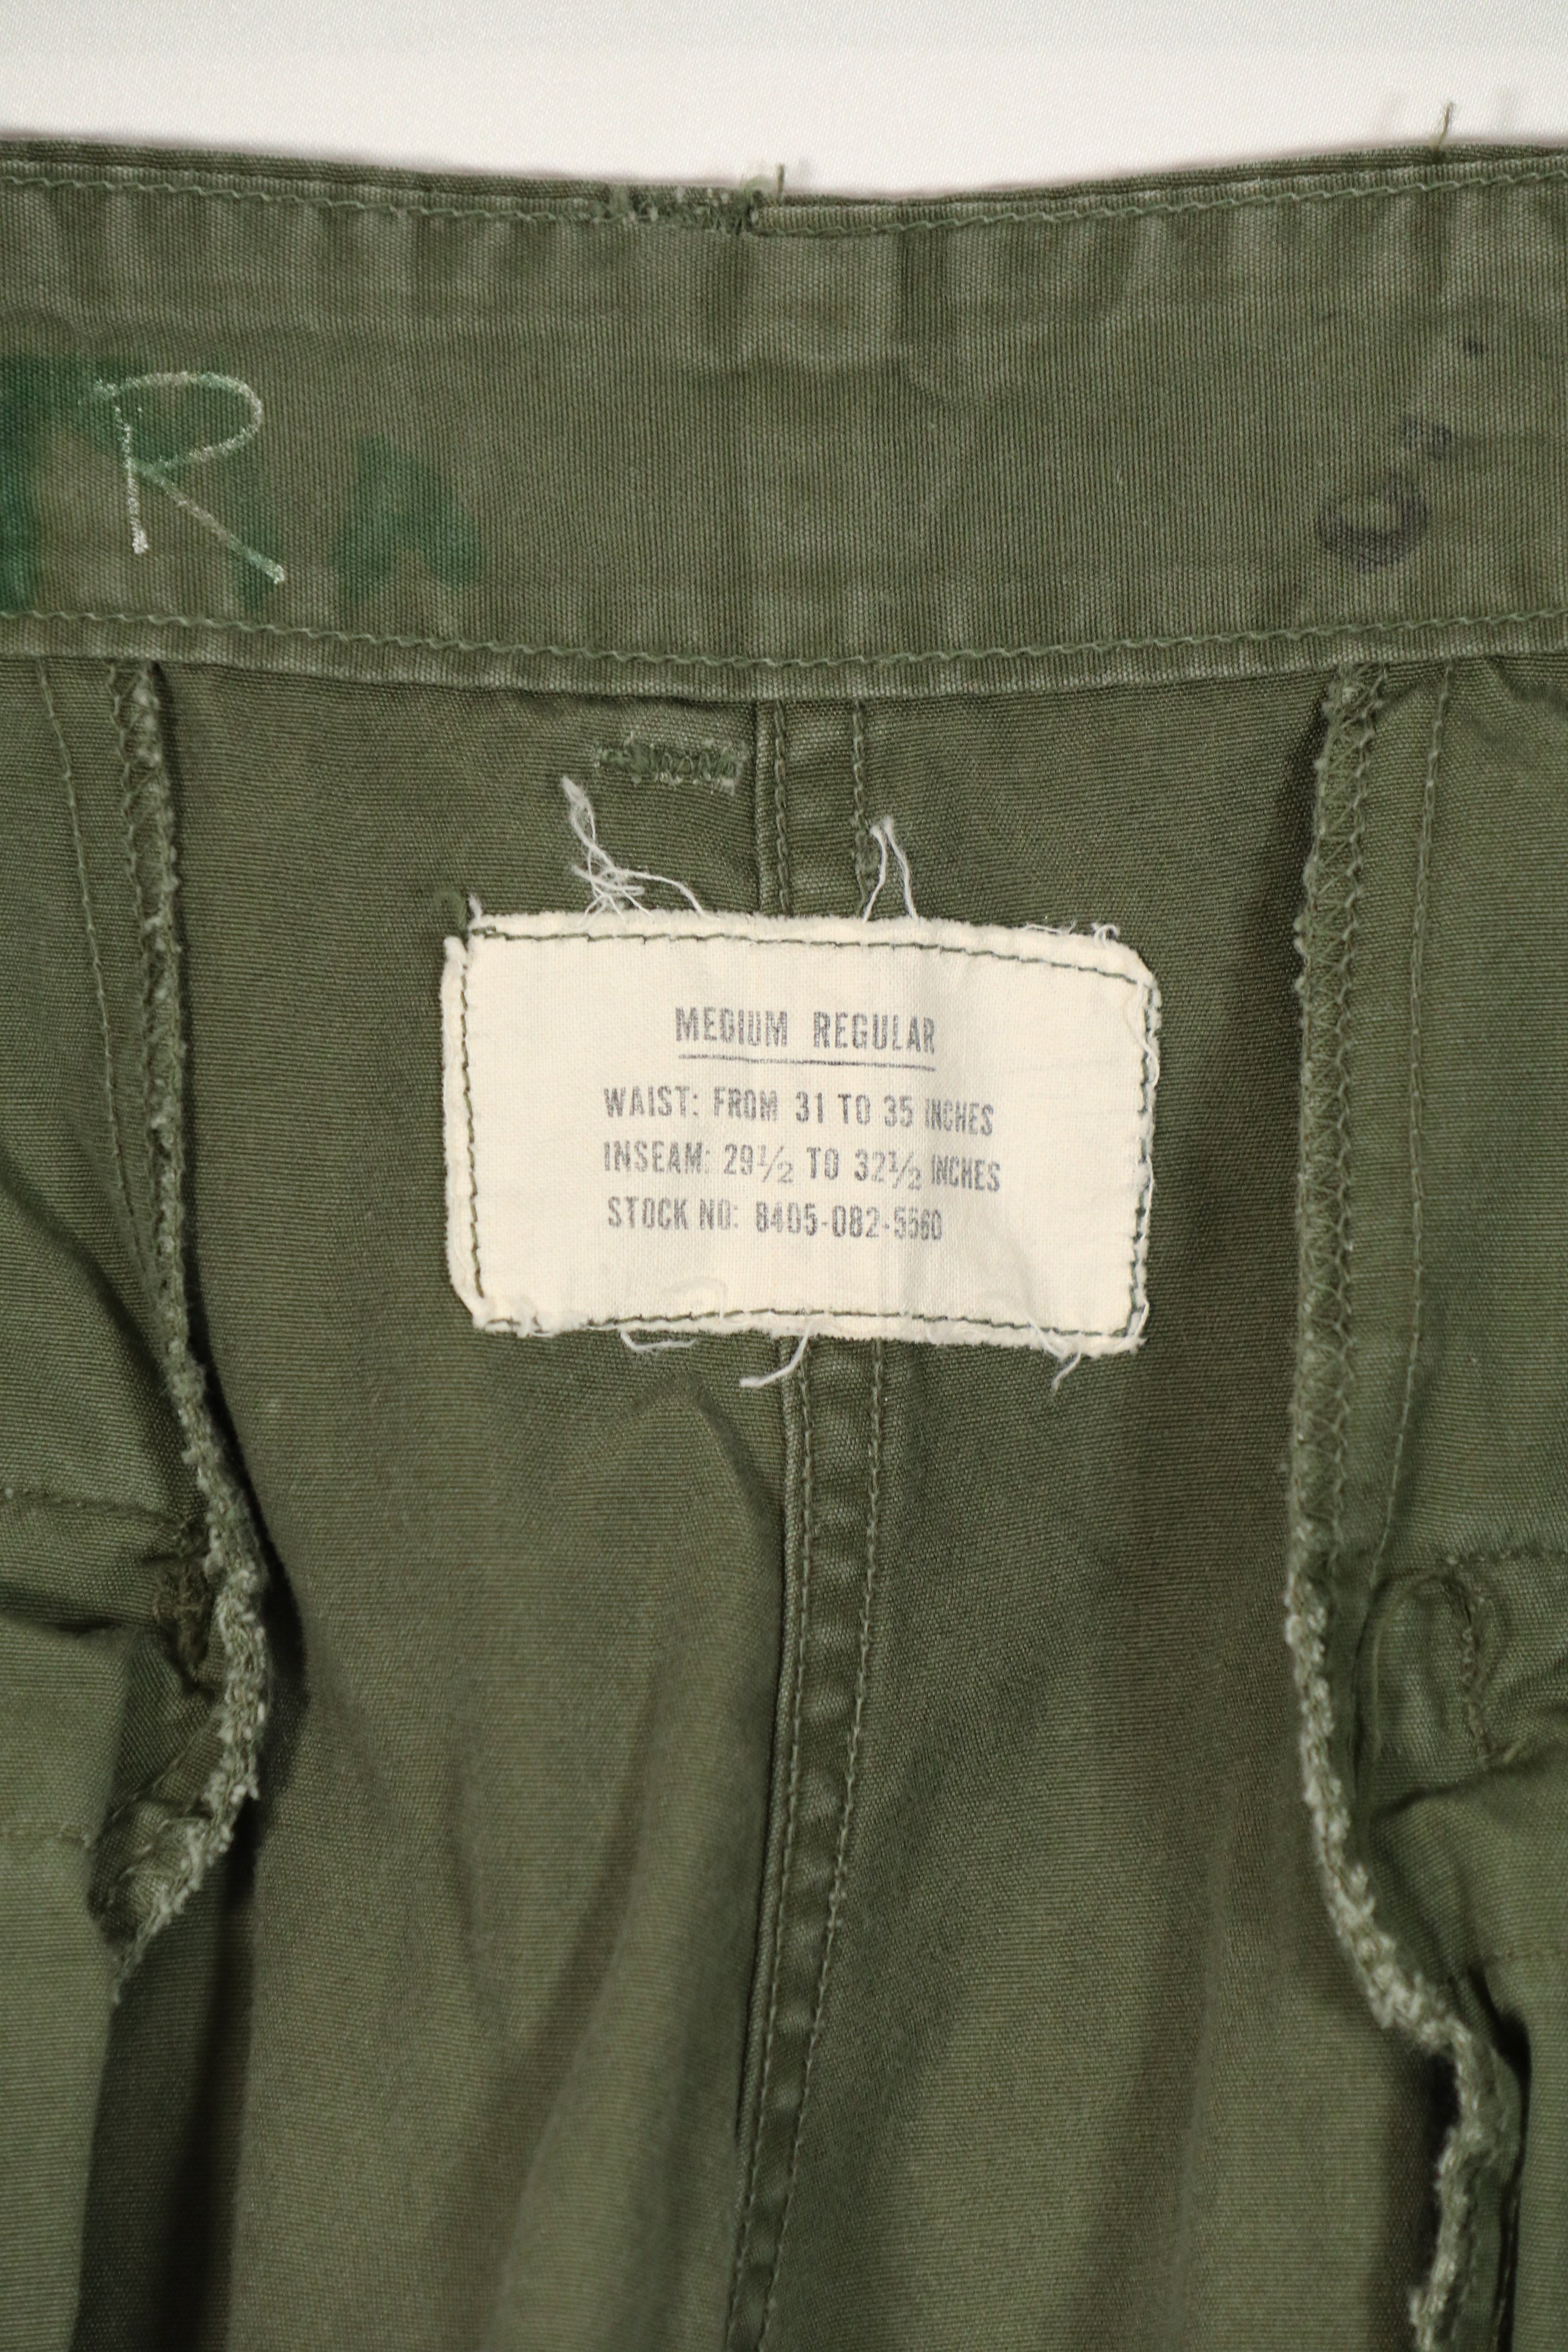 R
MEDIUM REGULAR
WAIST: FROM 31 TO 35 INCHES
INSEAM: 29½ TO 32½ INCHES
STOCK NO: 8405-082-5560